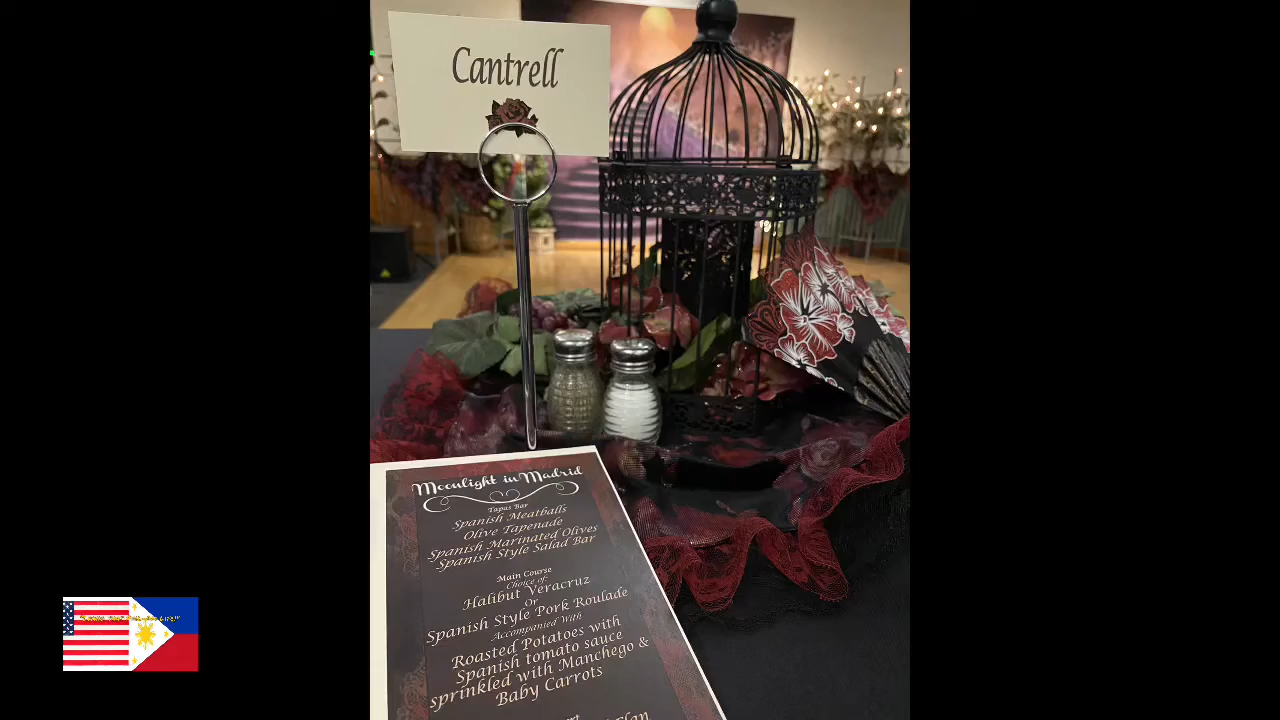 Cantrell
Moonlight in Madrid
Tapas Bar
Spanish Meatballs
Olive Tapenade
Spanish Marinated Olives
Spanish Style Salad Bar
Main Course
Choice of:
Halibut Veracruz
Or
Spanish Style Pork Roulade
Accompanied With
Roasted Potatoes with
Spanish tomato sauce
sprinkled with Manchego &
Baby Carrots
Flan